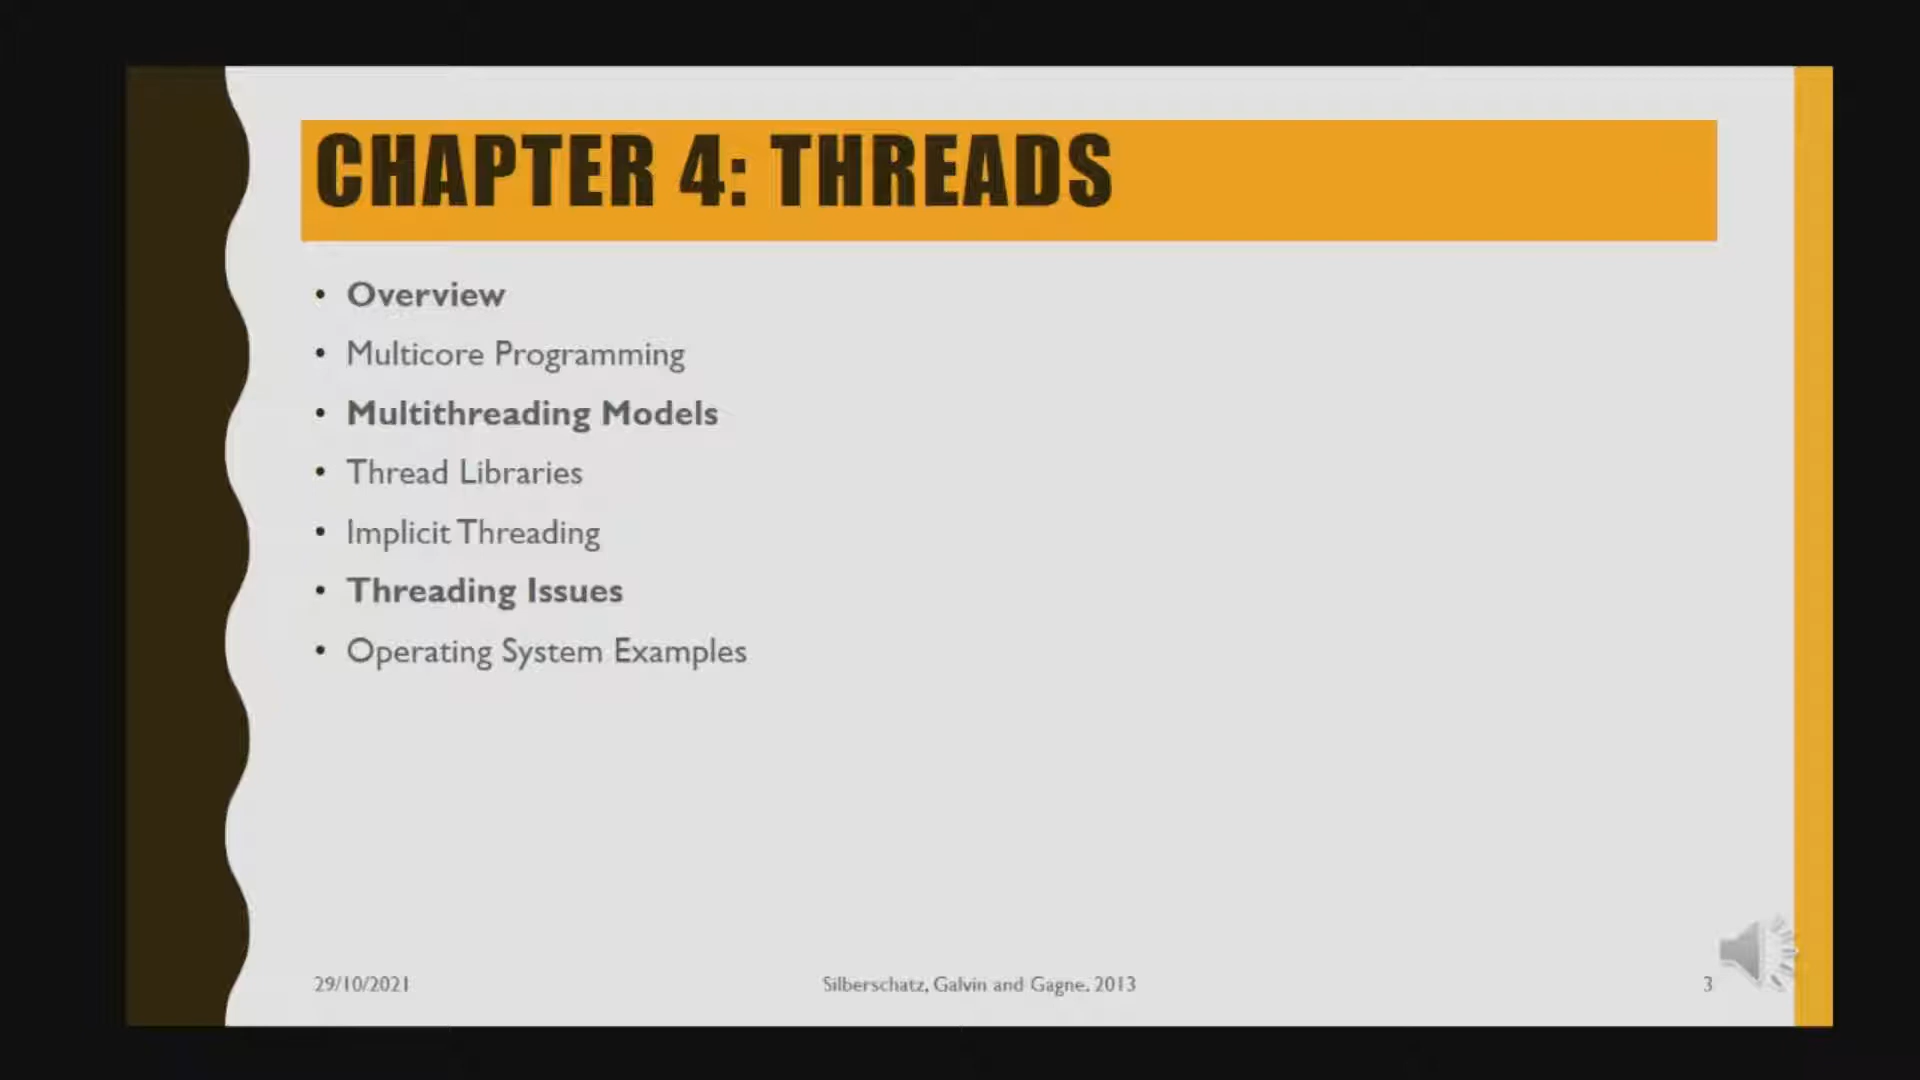 CHAPTER 4: THREADS
• Overview
• Multicore Programming
• Multithreading Models
• Thread Libraries
• Implicit Threading
• Threading Issues
• Operating System Examples
29/10/2021
Silberschatz, Galvin and Gagne, 2013
3